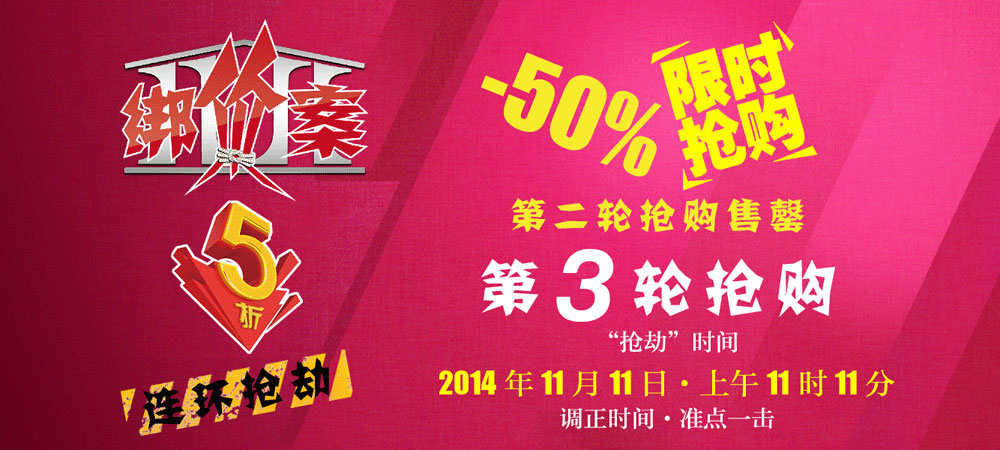 绑价案
III
5
折
连环抢劫
-50%
限时
抢购
第二轮抢购售罄
第3轮抢购
“抢劫”时间
2014年11月11日·上午11时11分
调正时间·准点一击